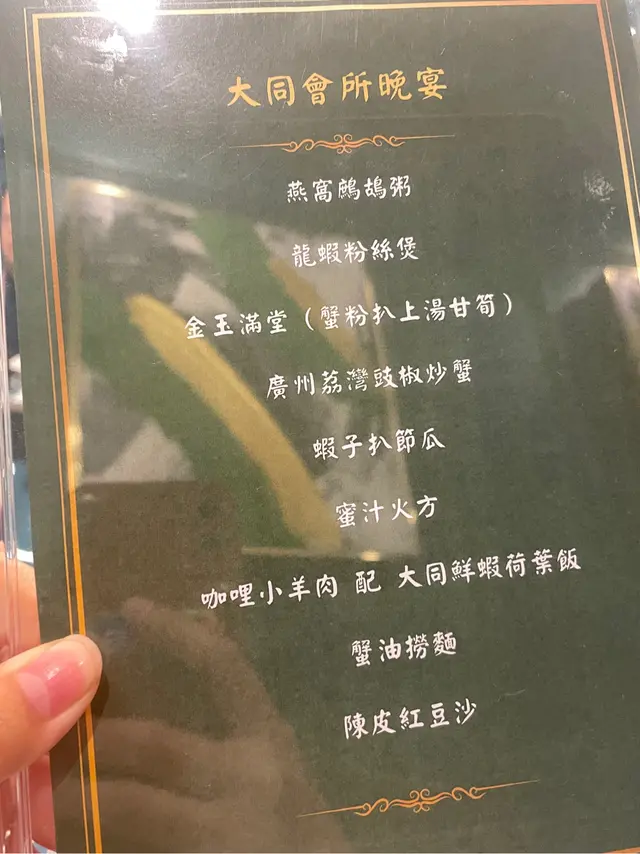 大同會所晚宴
燕窩鷓鴣粥
龍蝦粉絲煲
金玉滿堂（蟹粉扒上湯甘筍）
廣州荔灣豉椒炒蟹
蝦子扒節瓜
蜜汁火方
咖哩小羊肉 配 大同鮮蝦荷葉飯
蟹油撈麵
陳皮紅豆沙